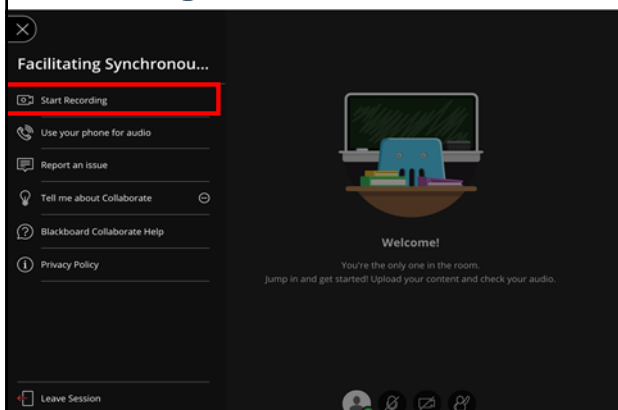 Facilitating Synchronou...
Start Recording
Use your phone for audio
Report an issue
Tell me about Collaborate
Blackboard Collaborate Help
Privacy Policy
Leave Session
Welcome!
You're the only one in the room.
Jump in and get started! Upload your content and check your audio.